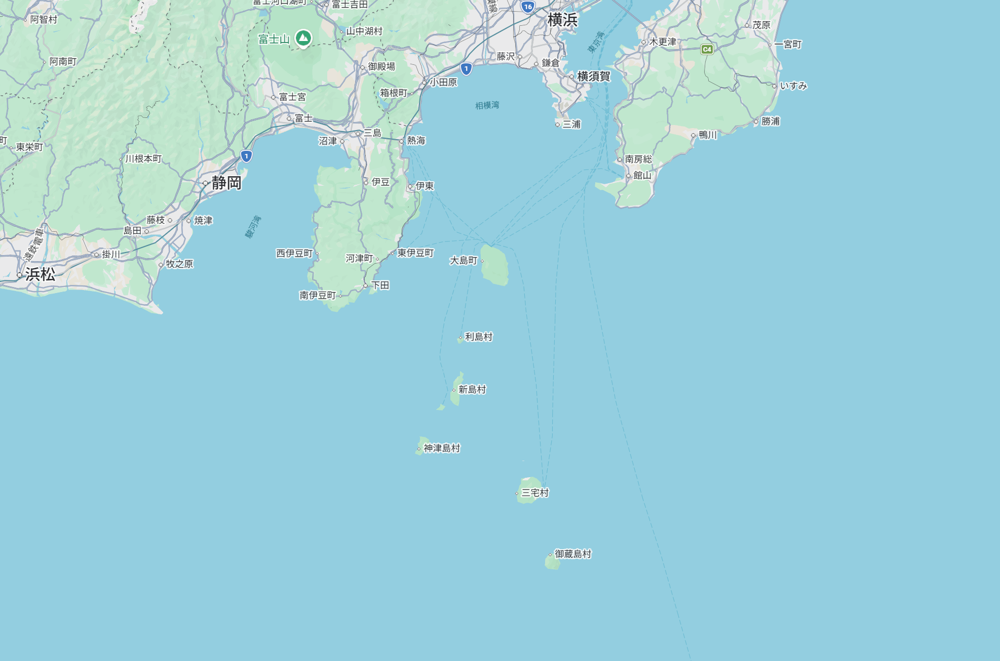 富士吉田
16
横浜
阿智村
茂原
山中湖村
富士山
木更津
一宮町
東京湾
C4
阿南町
藤沢
鎌倉
御殿場
1
横須賀
小田原
いすみ
箱根町
富士宮
相模湾
富士
三浦
勝浦
三島
鴨川
沼津
熱海
町
東栄町
川根本町
1
南房総
館山
静岡
伊豆
伊東
藤枝
焼津
駿河湾
島田
遠鉄電車
掛川
西伊豆町
東伊豆町
河津町
大島町
牧之原
浜松
下田
南伊豆町
利島村
新島村
神津島村
三宅村
御蔵島村